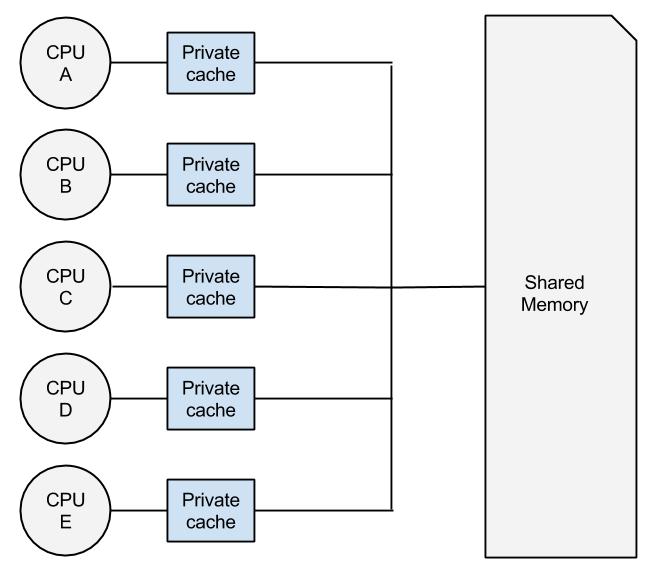 CPU
A
Private
cache
CPU
B
Private
cache
CPU
C
Private
cache
Shared
Memory
CPU
D
Private
cache
CPU
E
Private
cache